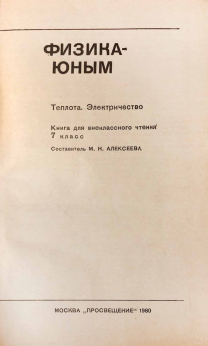 ФИЗИКА-
ЮНЫМ
Теплота. Электричество
Книга для внеклассного чтения
7 класс
Составитель М. Н. АЛЕКСЕЕВА
МОСКВА „ПРОСВЕЩЕНИЕ" 1980